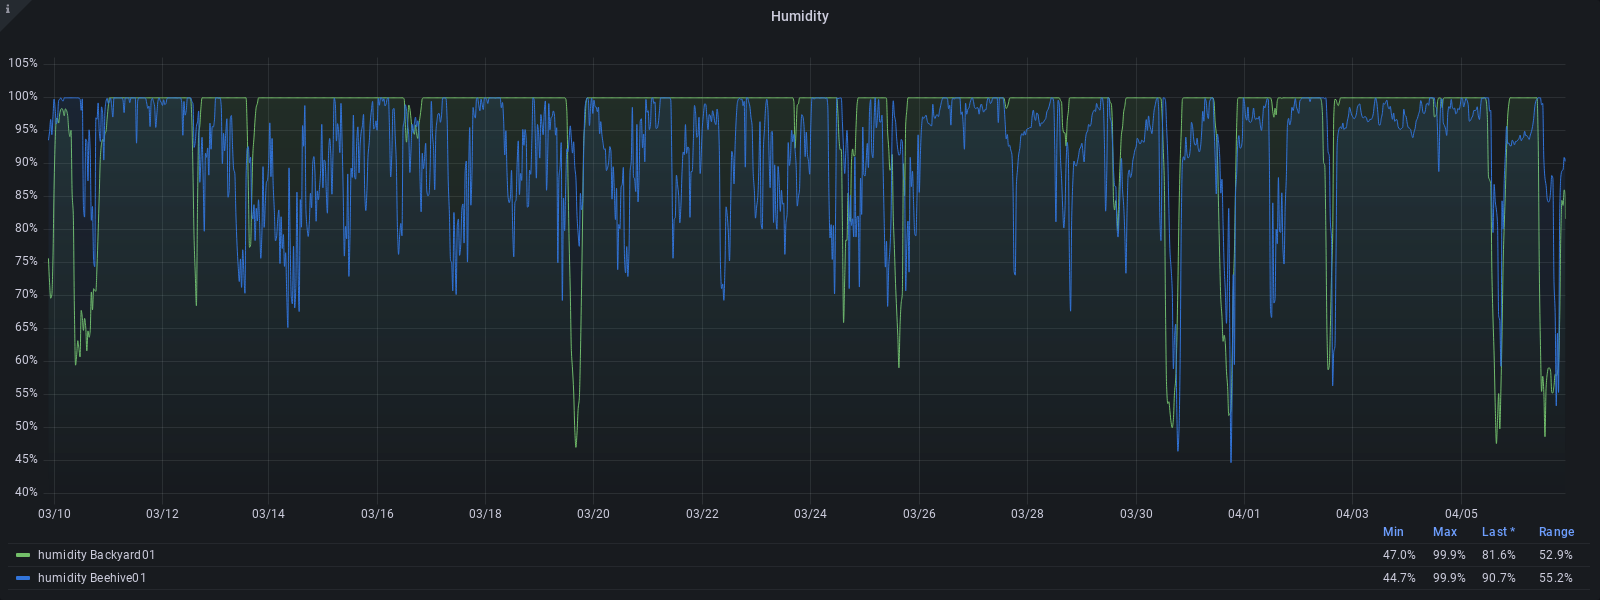 i
Humidity
105%
100%
95%
90%
85%
80%
75%
70%
65%
60%
55%
50%
45%
40%
03/10 03/12 03/14 03/16 03/18 03/20 03/22 03/24 03/26 03/28 03/30 04/01 04/03 04/05
Min Max Last * Range
humidity Backyard01 47.0% 99.9% 81.6% 52.9%
humidity Beehive01 44.7% 99.9% 90.7% 55.2%